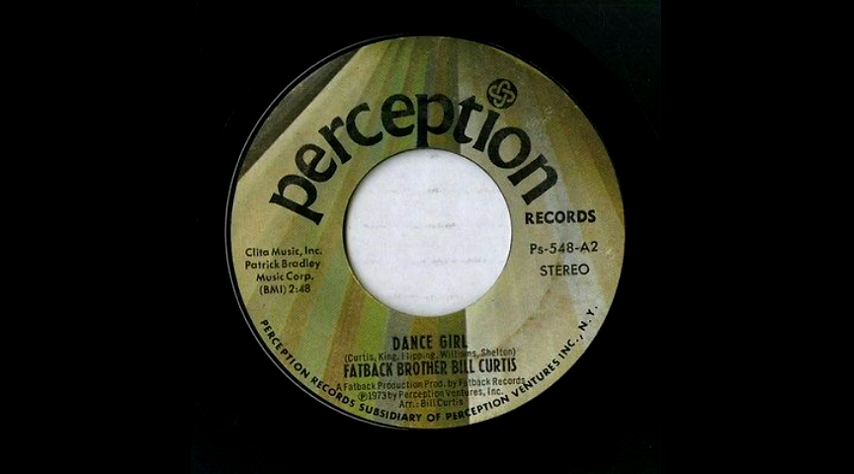 perception
RECORDS
Ps-548-A2
STEREO
Clita Music, Inc.
Patrick Bradley
Music Corp.
(BMI) 2:48
DANCE GIRL
(Curtis, King, Flipping, Williams, Shelton)
FATBACK BROTHER BILL CURTIS
A Fatback Production Prod. by Fatback Records
Ⓟ1973 by Perception Ventures, Inc.
Arr.: Bill Curtis
PERCEPTION RECORDS SUBSIDIARY OF PERCEPTION VENTURES INC., N.Y.